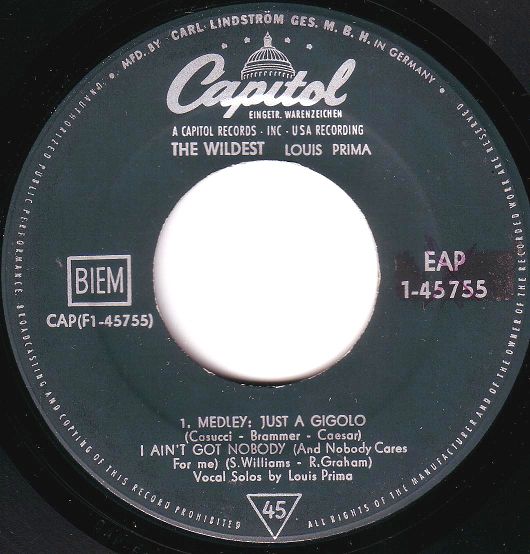 MFD. BY CARL LINDSTRÖM GES. M. B. H. IN GERMANY
Capitol
EINGETR. WARENZEICHEN
A CAPITOL RECORDS - INC - USA RECORDING
THE WILDEST LOUIS PRIMA
BIEM
CAP(F1-45755)
EAP
1-45755
1. MEDLEY: JUST A GIGOLO
(Casucci - Brammer - Caesar)
I AIN'T GOT NOBODY (And Nobody Cares
For me) (S. Williams - R. Graham)
Vocal Solos by Louis Prima
45
UNAUTHORIZED PUBLIC PERFORMANCE, BROADCASTING AND COPYING OF THIS RECORD PROHIBITED
ALL RIGHTS OF THE MANUFACTURER AND OWNER OF THE RECORDED WORK ARE RESERVED